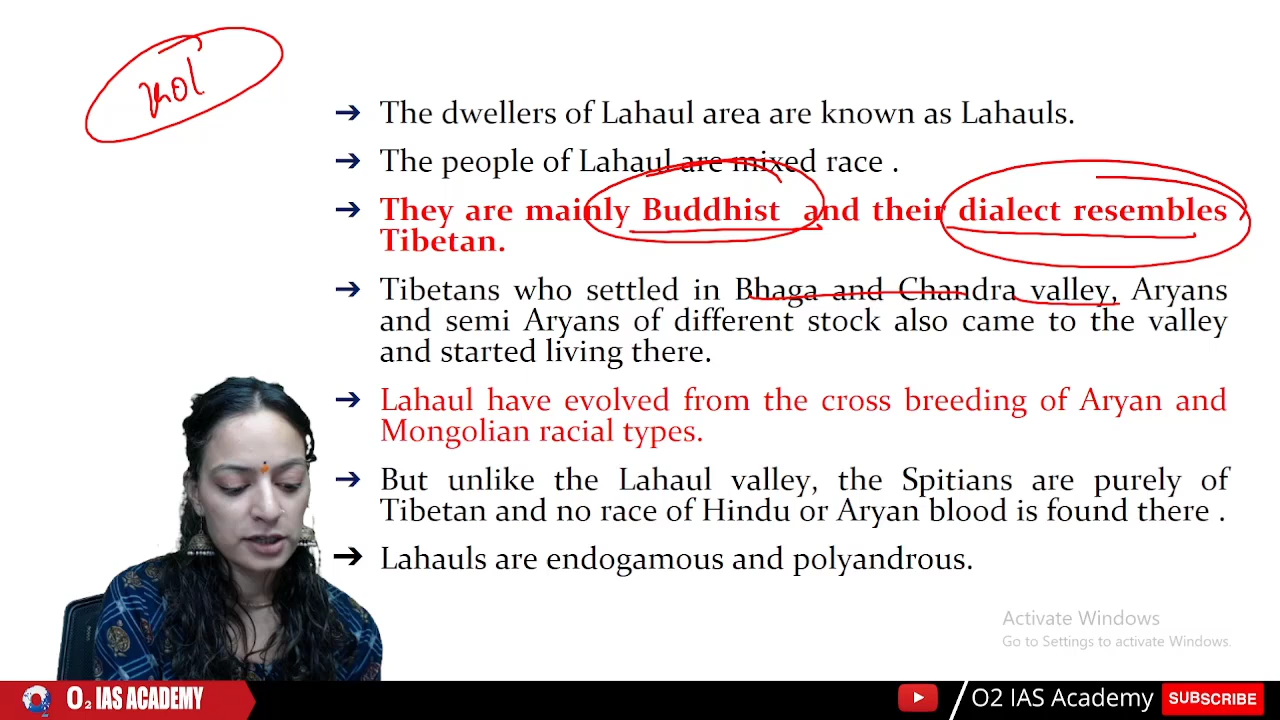 ➔ The dwellers of Lahaul area are known as Lahauls.
➔ The people of Lahaul are mixed race .
➔ They are mainly Buddhist and their dialect resembles
Tibetan.
➔ Tibetans who settled in Bhaga and Chandra valley, Aryans
and semi Aryans of different stock also came to the valley
and started living there.
➔ Lahaul have evolved from the cross breeding of Aryan and
Mongolian racial types.
➔ But unlike the Lahaul valley, the Spitians are purely of
Tibetan and no race of Hindu or Aryan blood is found there .
➔ Lahauls are endogamous and polyandrous.
Activate Windows
Go to Settings to activate Windows.
O2 IAS ACADEMY
O2 IAS Academy SUBSCRIBE